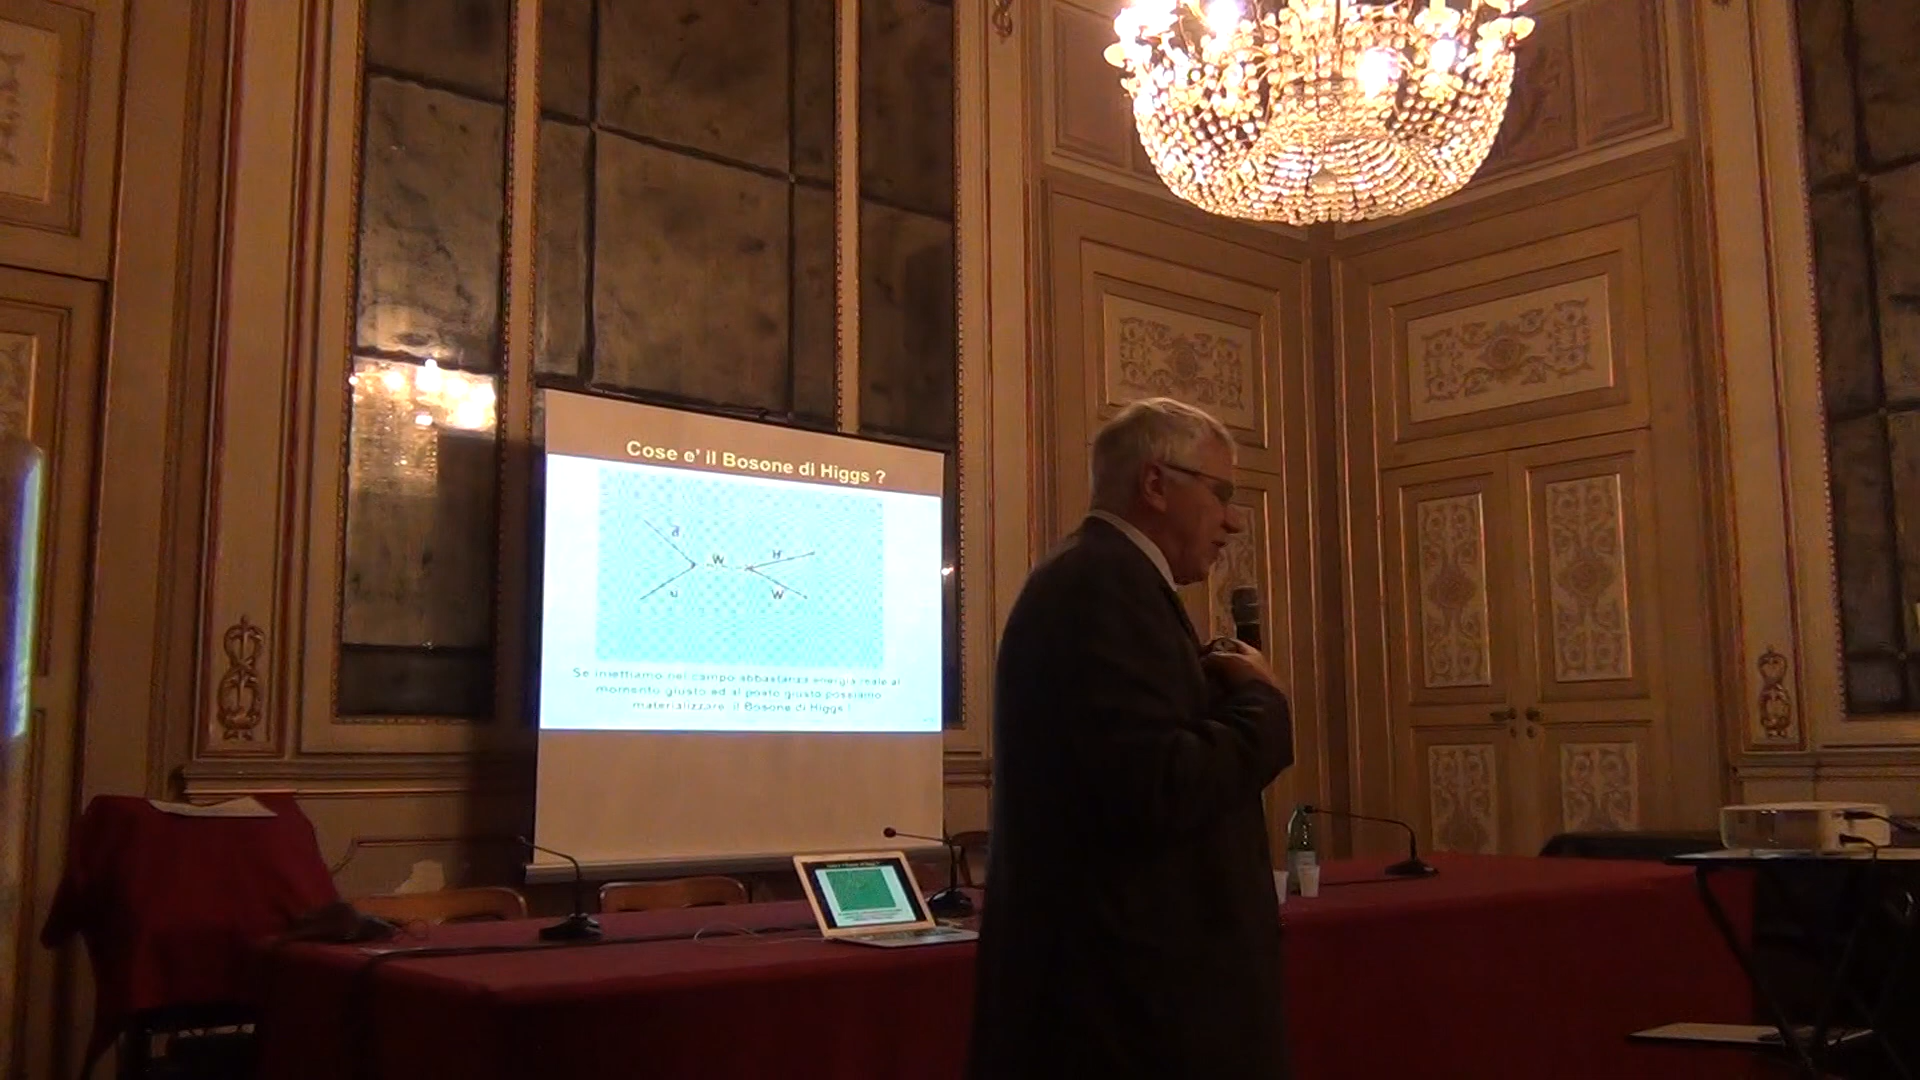 Cose e' il Bosone di Higgs ?
d
W
H
u
W
Se iniettiamo nel campo abbastanza energia reale al
momento giusto ed al posto giusto possiamo
materializzare il Bosone di Higgs !